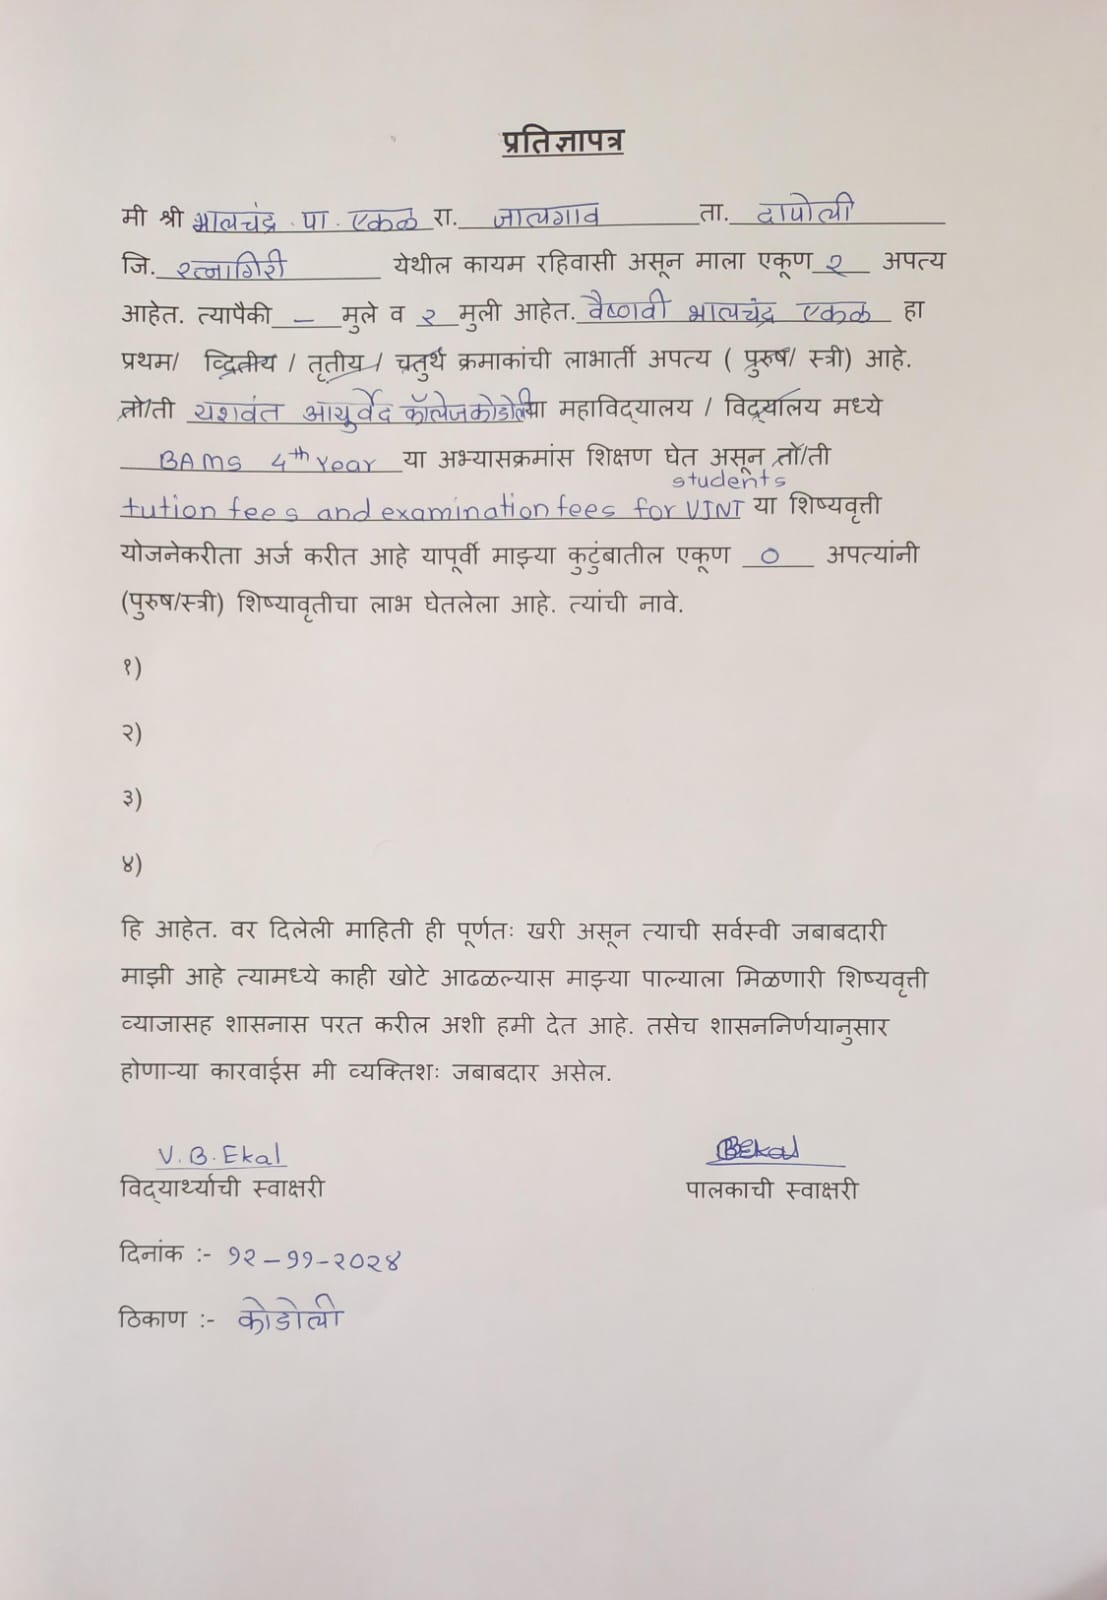 प्रतिज्ञापत्र
मी श्री भालचंद्र . पा . एकळ रा. जालगाव ता. दापोली
जि. रत्नागिरी येथील कायम रहिवासी असून माला एकूण २ अपत्य
आहेत. त्यापैकी – मुले व २ मुली आहेत. वैष्णवी भालचंद्र एकळ हा
प्रथम/ व्दितीय / तृतीय / चतुर्थ क्रमाकांची लाभार्ती अपत्य ( पुरुष/ स्त्री) आहे.
तो/ती यशवंत आयुर्वेद कॉलेज कोडोली या महाविद्यालय / विद्यालय मध्ये
BAMS 4th Year या अभ्यासक्रमांस शिक्षण घेत असून तो/ती
students
tution fees and examination fees for VJNT या शिष्यवृत्ती
योजनेकरीता अर्ज करीत आहे यापूर्वी माझ्या कुटुंबातील एकूण ० अपत्यांनी
(पुरुष/स्त्री) शिष्यावृतीचा लाभ घेतलेला आहे. त्यांची नावे.
१)
२)
३)
४)
हि आहेत. वर दिलेली माहिती ही पूर्णतः खरी असून त्याची सर्वस्वी जबाबदारी
माझी आहे त्यामध्ये काही खोटे आढळल्यास माझ्या पाल्याला मिळणारी शिष्यवृत्ती
व्याजासह शासनास परत करील अशी हमी देत आहे. तसेच शासननिर्णयानुसार
होणाऱ्या कारवाईस मी व्यक्तिशः जबाबदार असेल.
V. B. Ekal BBEkal
विद्यार्थ्याची स्वाक्षरी पालकाची स्वाक्षरी
दिनांक :- १२-११-२०२४
ठिकाण :- कोडोली